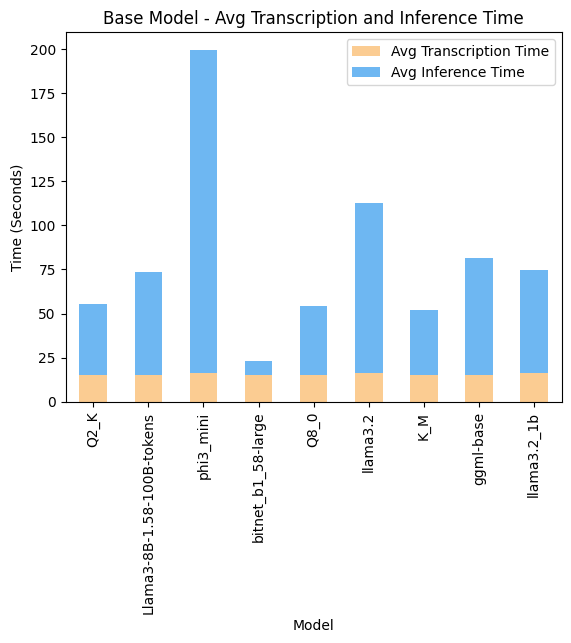 Base Model - Avg Transcription and Inference Time
Avg Transcription Time
Avg Inference Time
Time (Seconds)
200
175
150
125
100
75
50
25
0
Q2_K
Llama3-8B-1.58-100B-tokens
phi3_mini
bitnet_b1_58-large
Q8_0
llama3.2
K_M
ggml-base
llama3.2_1b
Model